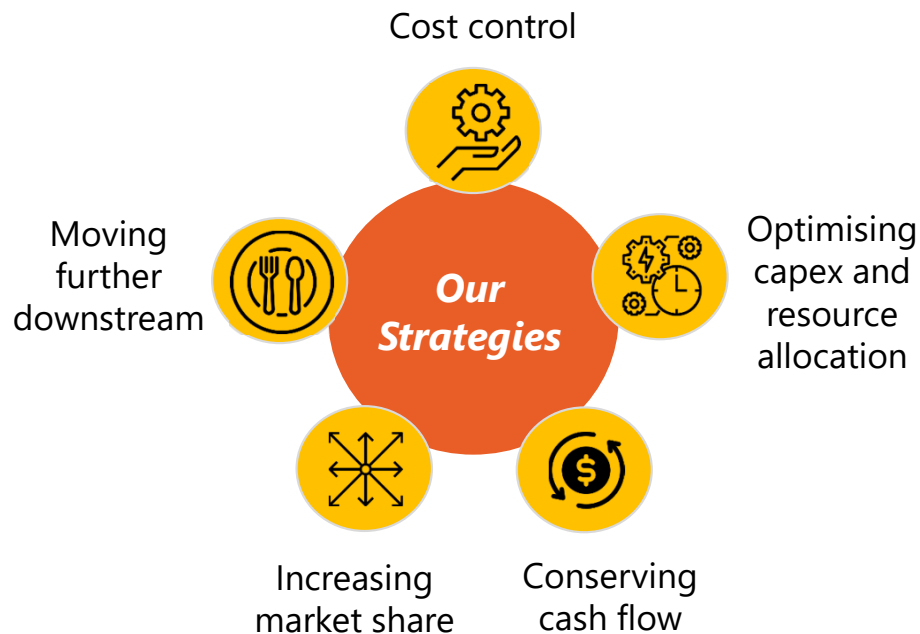 Cost control
Moving
further
downstream
Our
Strategies
Optimising
capex and
resource
allocation
$
Increasing
market share
Conserving
cash flow